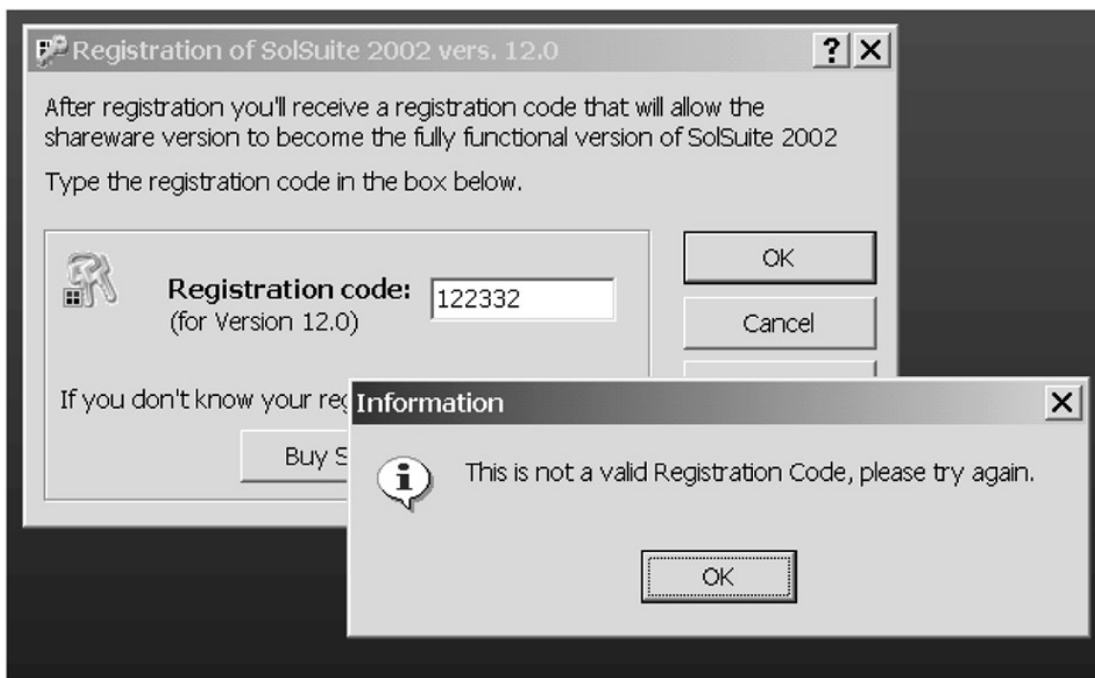 Registration of SolSuite 2002 vers. 12.0
After registration you'll receive a registration code that will allow the
shareware version to become the fully functional version of SolSuite 2002
Type the registration code in the box below.
Registration code:
122332
(for Version 12.0)
OK
Cancel
If you don't know your
Buy
Information
This is not a valid Registration Code, please try again.
OK